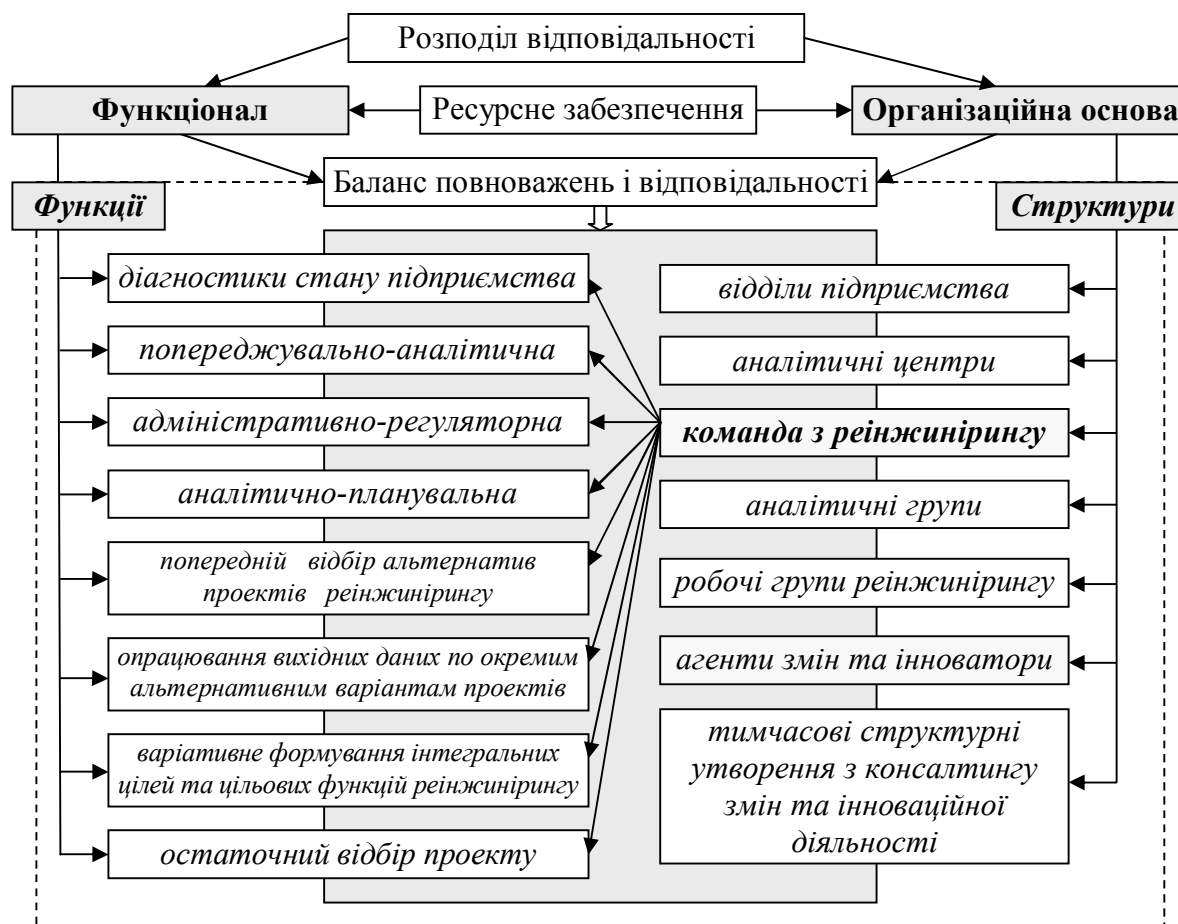 Розподіл відповідальності
Функціонал
Ресурсне забезпечення
Організаційна основа
Баланс повноважень і відповідальності
Функції
Структури
діагностики стану підприємства
попереджувально-аналітична
адміністративно-регуляторна
аналітично-планувальна
попередній відбір альтернатив
проектів реінжинірингу
опрацювання вихідних даних по окремим
альтернативним варіантам проектів
варіативне формування інтегральних
цілей та цільових функцій реінжинірингу
остаточний відбір проекту
відділи підприємства
аналітичні центри
команда з реінжинірингу
аналітичні групи
робочі групи реінжинірингу
агенти змін та інноватори
тимчасові структурні
утворення з консалтингу
змін та інноваційної
діяльності